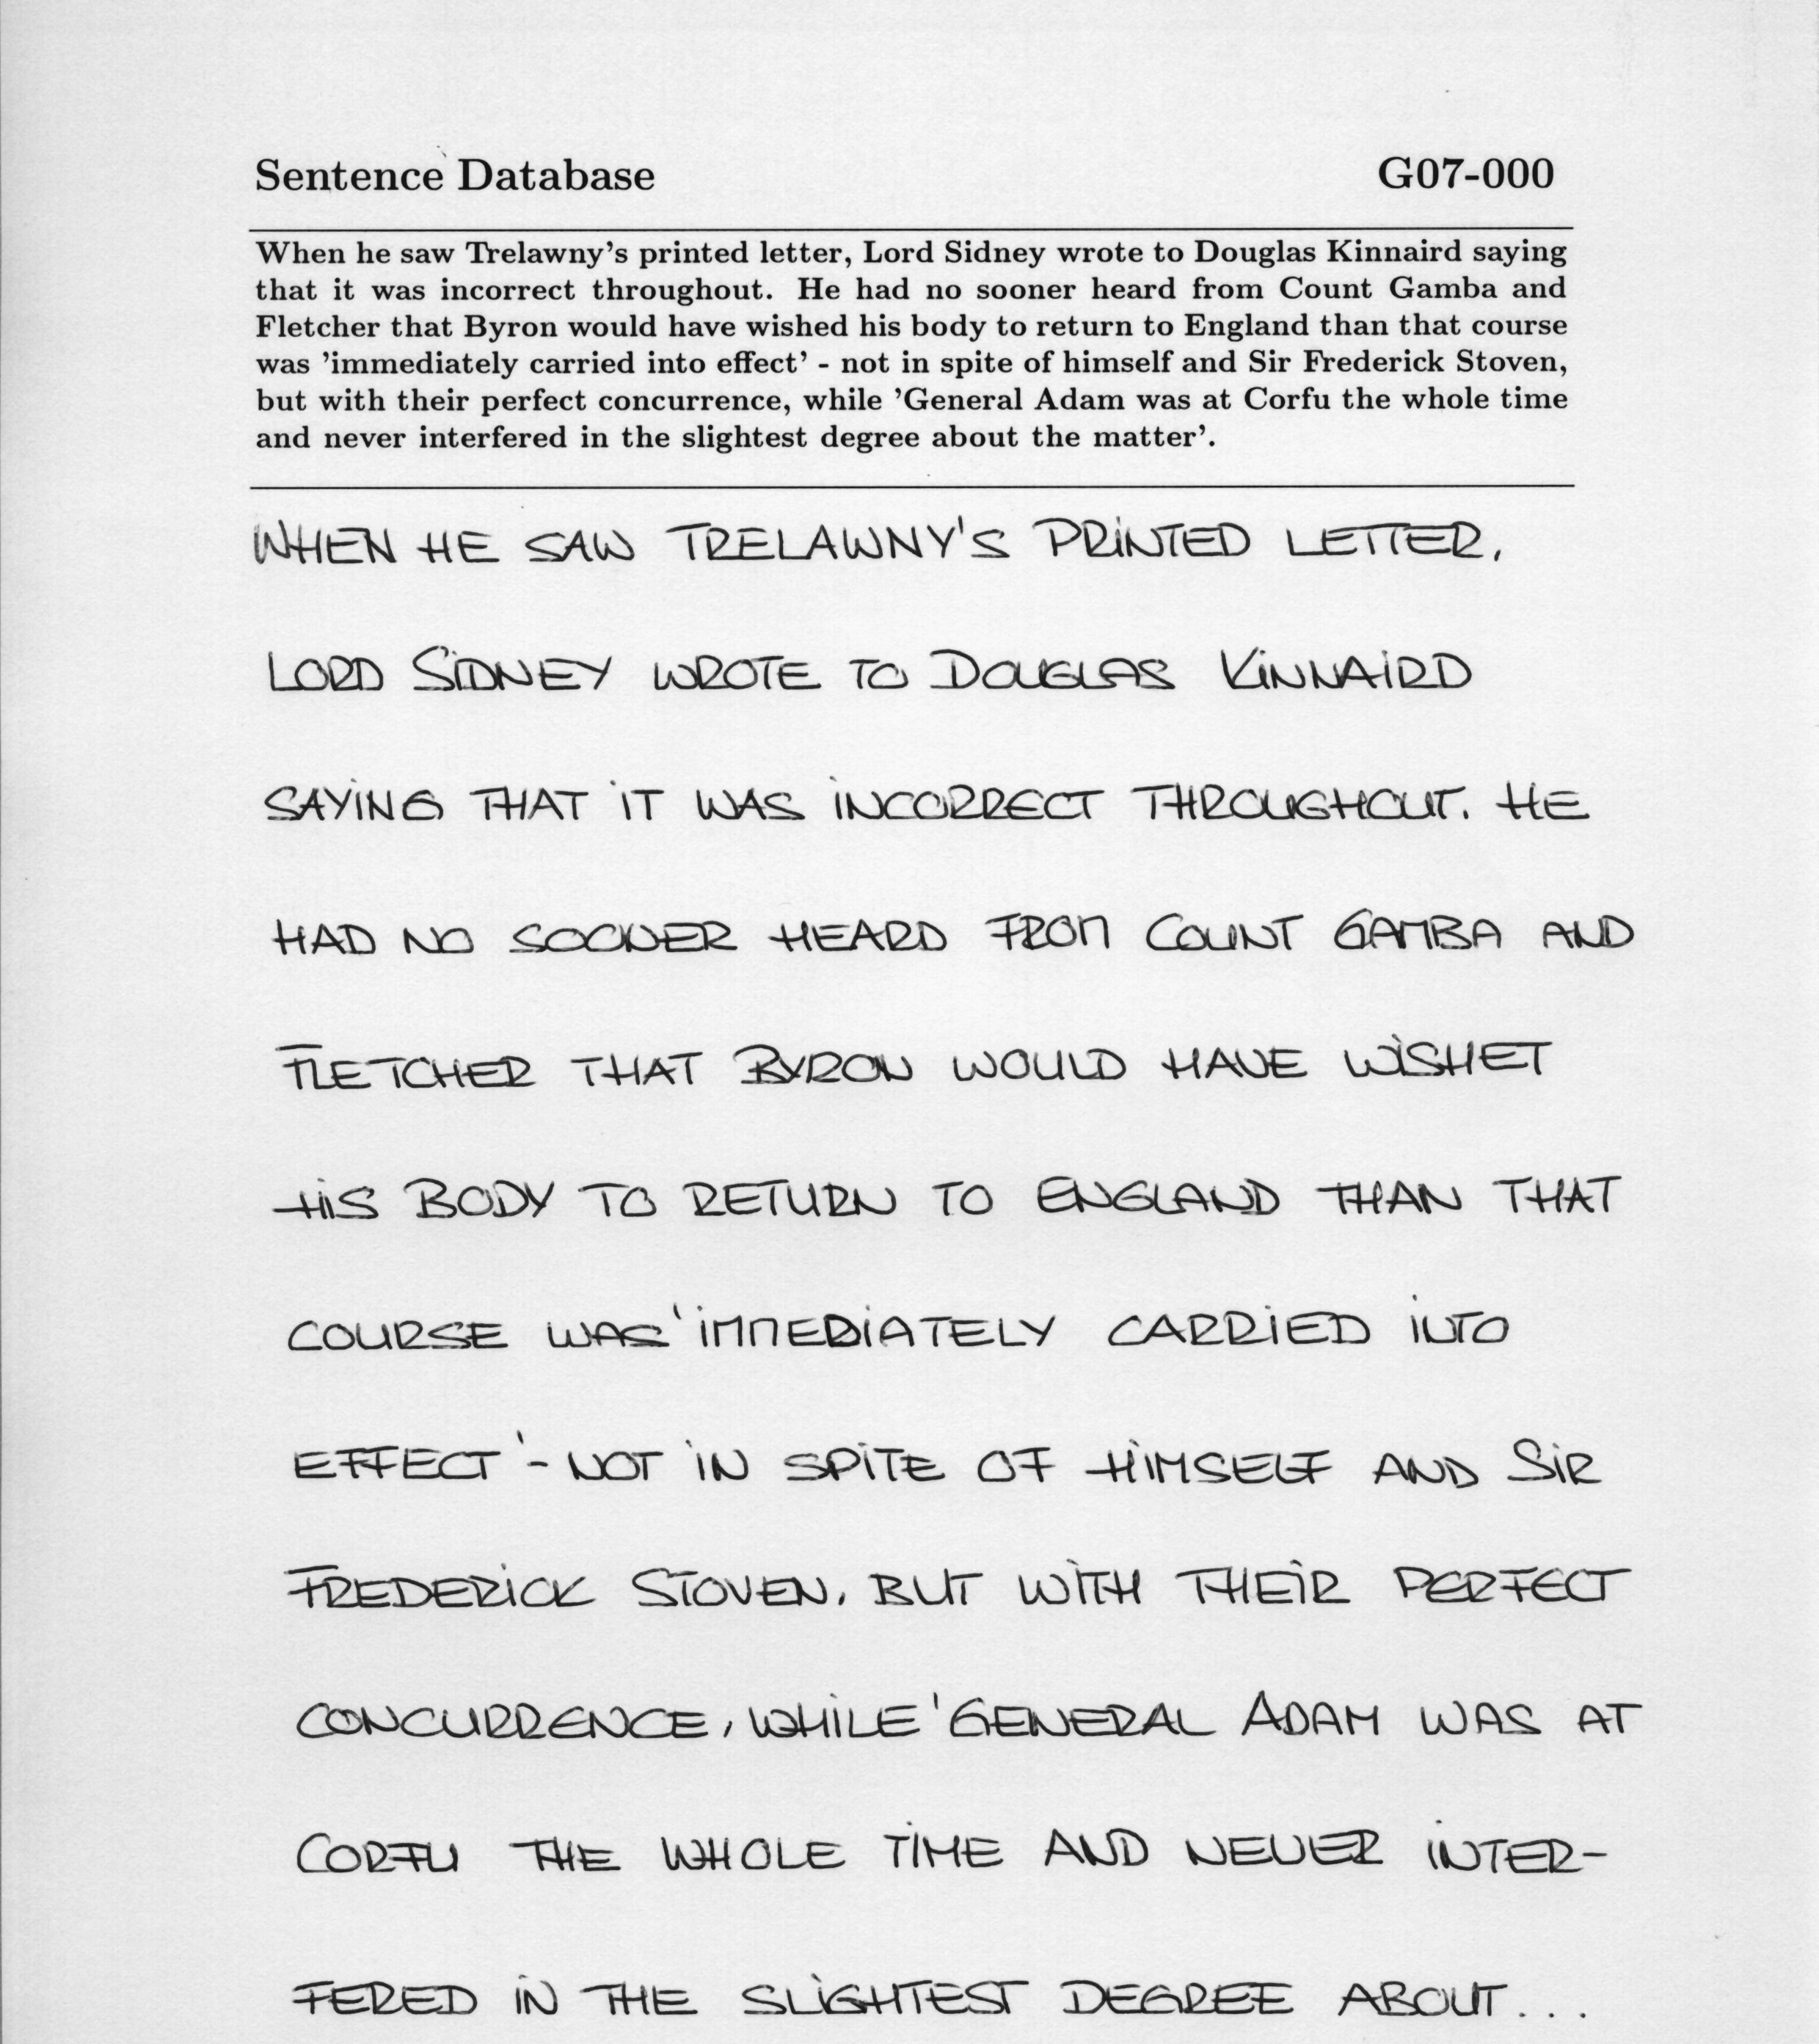 Sentence Database G07-000
When he saw Trelawny's printed letter, Lord Sidney wrote to Douglas Kinnaird saying
that it was incorrect throughout. He had no sooner heard from Count Gamba and
Fletcher that Byron would have wished his body to return to England than that course
was 'immediately carried into effect' - not in spite of himself and Sir Frederick Stoven,
but with their perfect concurrence, while 'General Adam was at Corfu the whole time
and never interfered in the slightest degree about the matter'.
WHEN HE SAW TRELAWNY'S PRINTED LETTER,
LORD SIDNEY WROTE TO DOUGLAS KINNAIRD
SAYING THAT IT WAS INCORRECT THROUGHOUT. HE
HAD NO SOONER HEARD FROM COUNT GAMBA AND
FLETCHER THAT BYRON WOULD HAVE WISHET
HIS BODY TO RETURN TO ENGLAND THAN THAT
COURSE WAS 'IMMEDIATELY CARRIED INTO
EFFECT' - NOT IN SPITE OF HIMSELF AND SIR
FREDERICK STOVEN, BUT WITH THEIR PERFECT
CONCURRENCE, WHILE 'GENERAL ADAM WAS AT
CORFU THE WHOLE TIME AND NEVER INTER-
FERED IN THE SLIGHTEST DEGREE ABOUT...